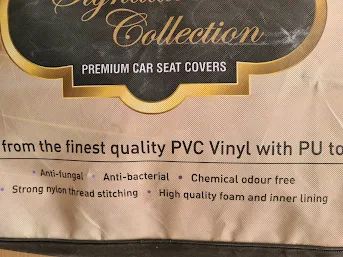 Signature
Collection
PREMIUM CAR SEAT COVERS
from the finest quality PVC Vinyl with PU to
• Anti-fungal • Anti-bacterial • Chemical odour free
• Strong nylon thread stitching • High quality foam and inner lining